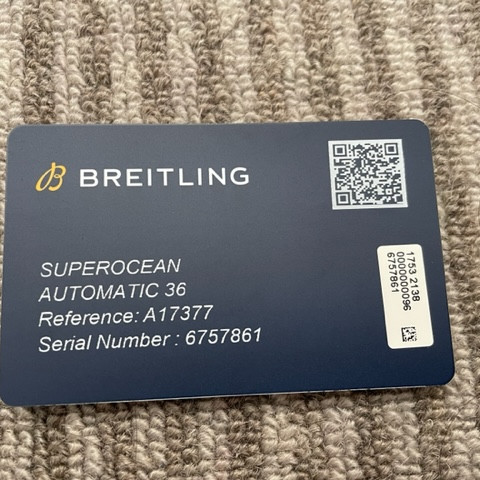 B BREITLING
SUPEROCEAN
AUTOMATIC 36
Reference: A17377
Serial Number : 6757861
1753 2138
0000000096
6757861